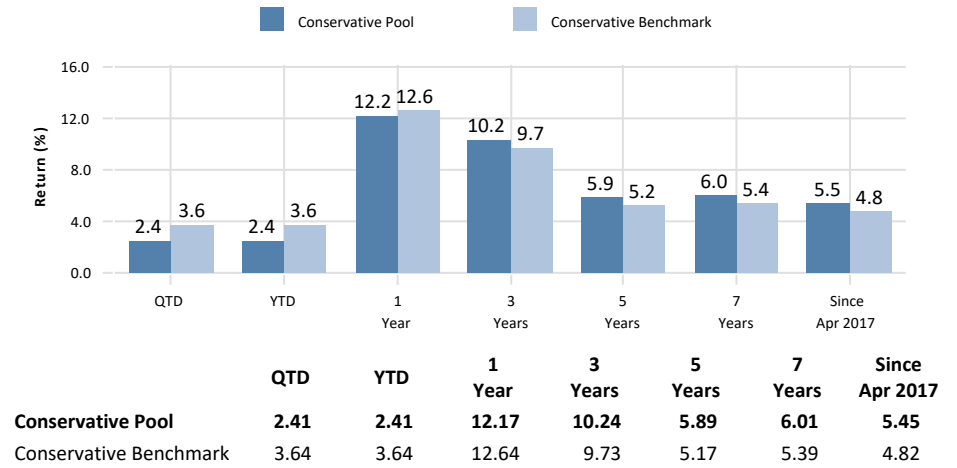 Conservative Pool Conservative Benchmark
16.0
12.2 12.6
12.0
10.2 9.7
Return (%)
8.0
5.9 5.2 6.0 5.4 5.5 4.8
4.0
2.4 3.6 2.4 3.6
0.0
QTD YTD 1 Year 3 Years 5 Years 7 Years Since Apr 2017
QTD YTD 1 Year 3 Years 5 Years 7 Years Since Apr 2017
Conservative Pool 2.41 2.41 12.17 10.24 5.89 6.01 5.45
Conservative Benchmark 3.64 3.64 12.64 9.73 5.17 5.39 4.82